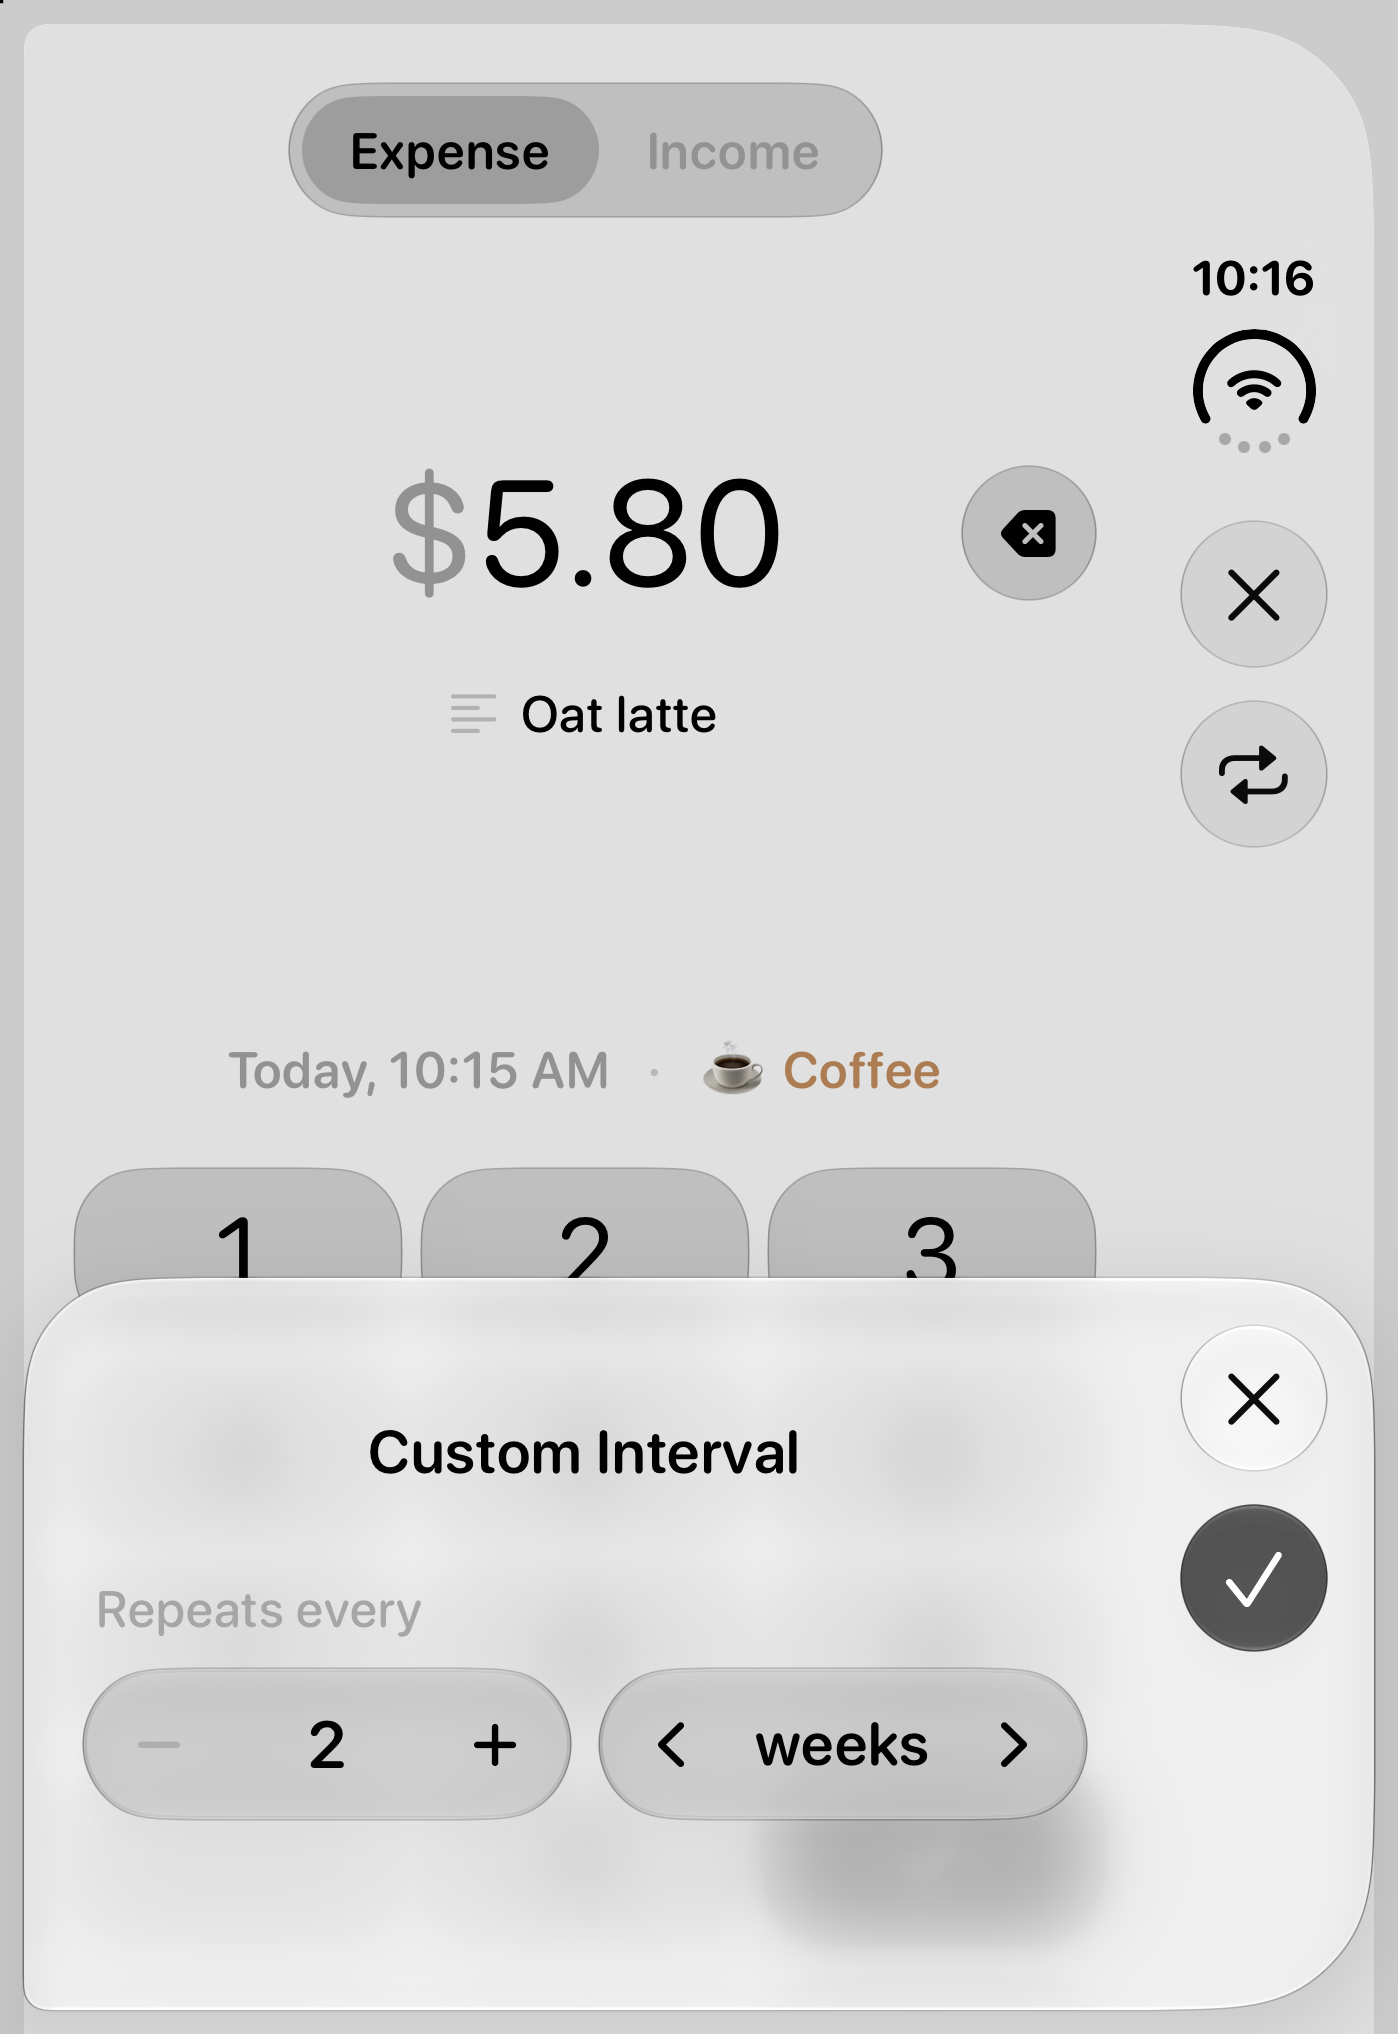 Expense Income
10:16
$5.80
Oat latte
Today, 10:15 AM · Coffee
1 2 3
Custom Interval
Repeats every
2 weeks